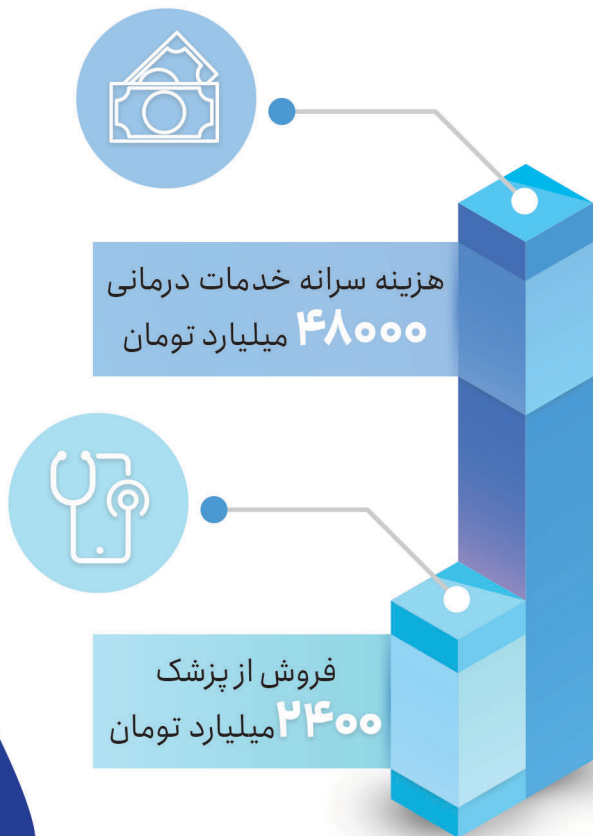 هزینه سرانه خدمات درمانی
۴۸۰۰۰ میلیارد تومان
فروش از پزشک
۲۴۰۰ میلیارد تومان